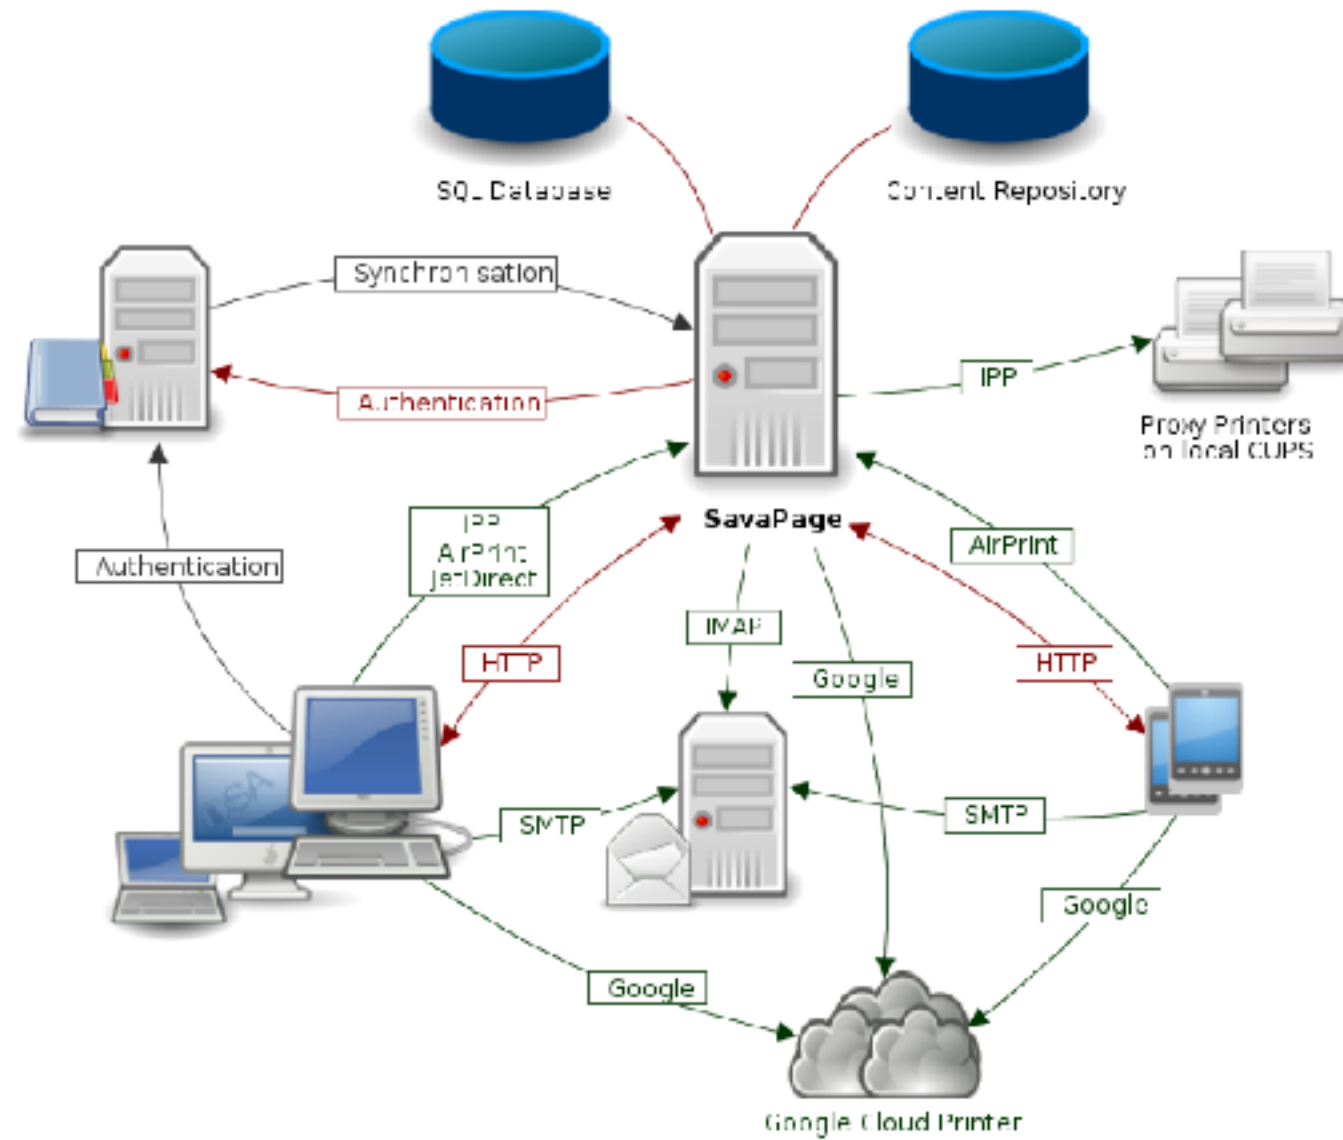 SQL Database
Content Repository
Synchronisation
Authentication
IPP
Proxy Printers
on local CUPS
IPP
AirPrint
JetDirect
SavaPage
AirPrint
Authentication
HTTP
IMAP
Google
HTTP
SMTP
SMTP
Google
Google
Google Cloud Printer